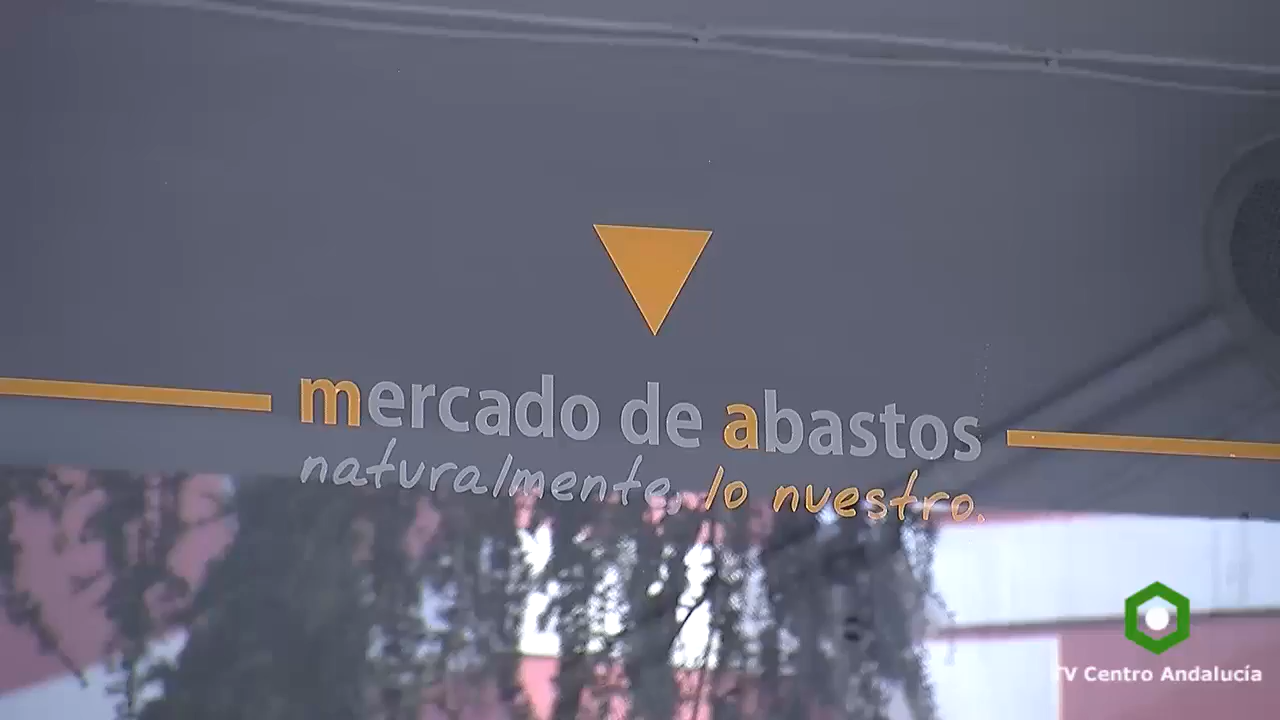 mercado de abastos
naturalmente, lo nuestro.
TV Centro Andalucía